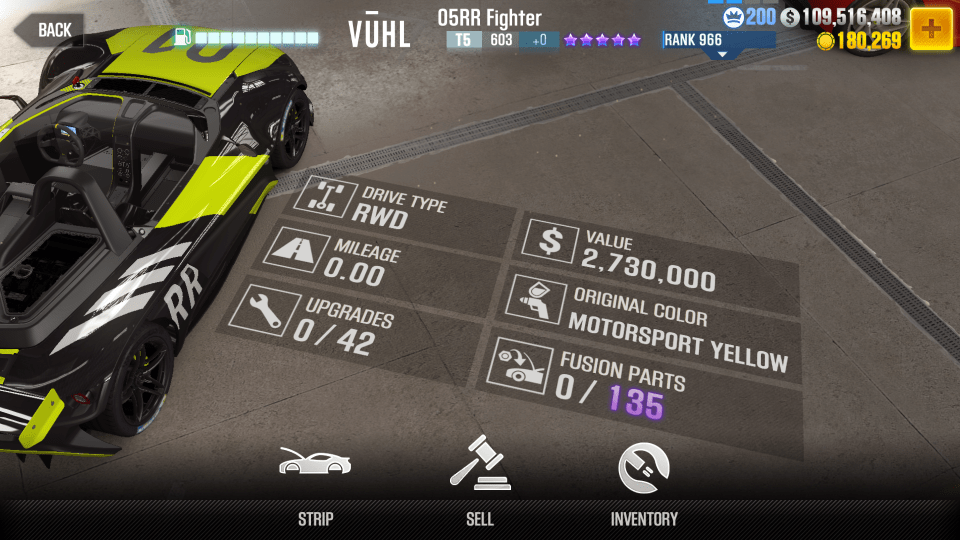 BACK
VŪHL
05RR Fighter
T5 603 +0
RANK 966
200
109,516,408
180,269
RR
DRIVE TYPE
RWD
MILEAGE
0.00
UPGRADES
0 / 42
$
VALUE
2,730,000
ORIGINAL COLOR
MOTORSPORT YELLOW
FUSION PARTS
0 / 135
STRIP
SELL
INVENTORY